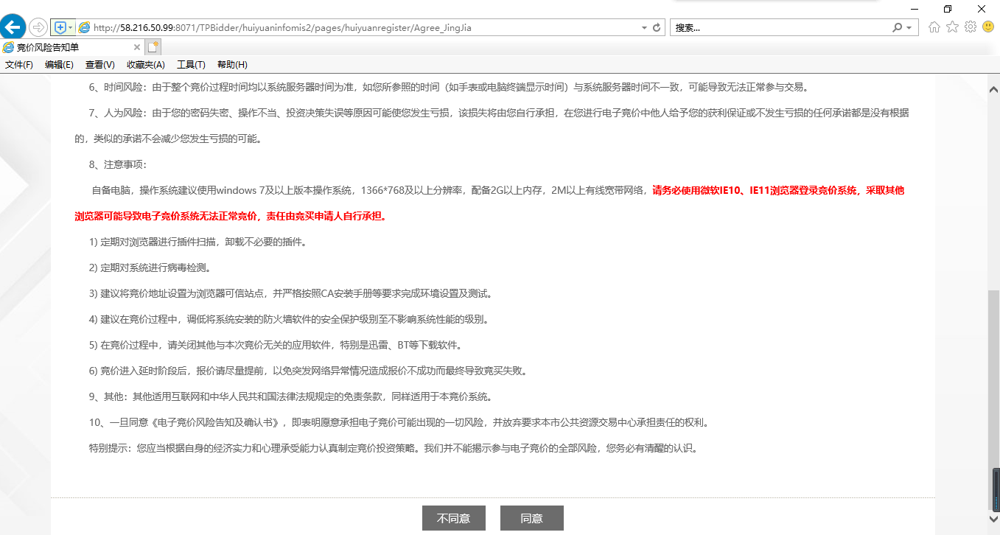 http://58.216.50.99:8071/TPBidder/huiyuaninfomis2/pages/huiyuanregister/Agree_JingJia
搜索...
竞价风险告知单
文件(F) 编辑(E) 查看(V) 收藏夹(A) 工具(T) 帮助(H)
6、时间风险：由于整个竞价过程时间均以系统服务器时间为准，如您所参照的时间（如手表或电脑终端显示时间）与系统服务器时间不一致，可能导致无法正常参与交易。
7、人为风险：由于您的密码失密、操作不当、投资决策失误等原因可能使您发生亏损，该损失将由您自行承担，在您进行电子竞价中他人给予您的获利保证或不发生亏损的任何承诺都是没有根据
的，类似的承诺不会减少您发生亏损的可能。
8、注意事项：
自备电脑，操作系统建议使用windows 7及以上版本操作系统，1366*768及以上分辨率，配备2G以上内存，2M以上有线宽带网络，请务必使用微软IE10、IE11浏览器登录竞价系统，采取其他
浏览器可能导致电子竞价系统无法正常竞价，责任由竞买申请人自行承担。
1) 定期对浏览器进行插件扫描，卸载不必要的插件。
2) 定期对系统进行病毒检测。
3) 建议将竞价地址设置为浏览器可信站点，并严格按照CA安装手册等要求完成环境设置及测试。
4) 建议在竞价过程中，调低将系统安装的防火墙软件的安全保护级别至不影响系统性能的级别。
5) 在竞价过程中，请关闭其他与本次竞价无关的应用软件，特别是迅雷、BT等下载软件。
6) 竞价进入延时阶段后，报价请尽量提前，以免突发网络异常情况造成报价不成功而最终导致竞买失败。
9、其他：其他适用互联网和中华人民共和国法律法规规定的免责条款，同样适用于本竞价系统。
10、一旦同意《电子竞价风险告知及确认书》，即表明愿意承担电子竞价可能出现的一切风险，并放弃要求本市公共资源交易中心承担责任的权利。
特别提示：您应当根据自身的经济实力和心理承受能力认真制定竞价投资策略。我们并不能揭示参与电子竞价的全部风险，您务必有清醒的认识。
不同意 同意